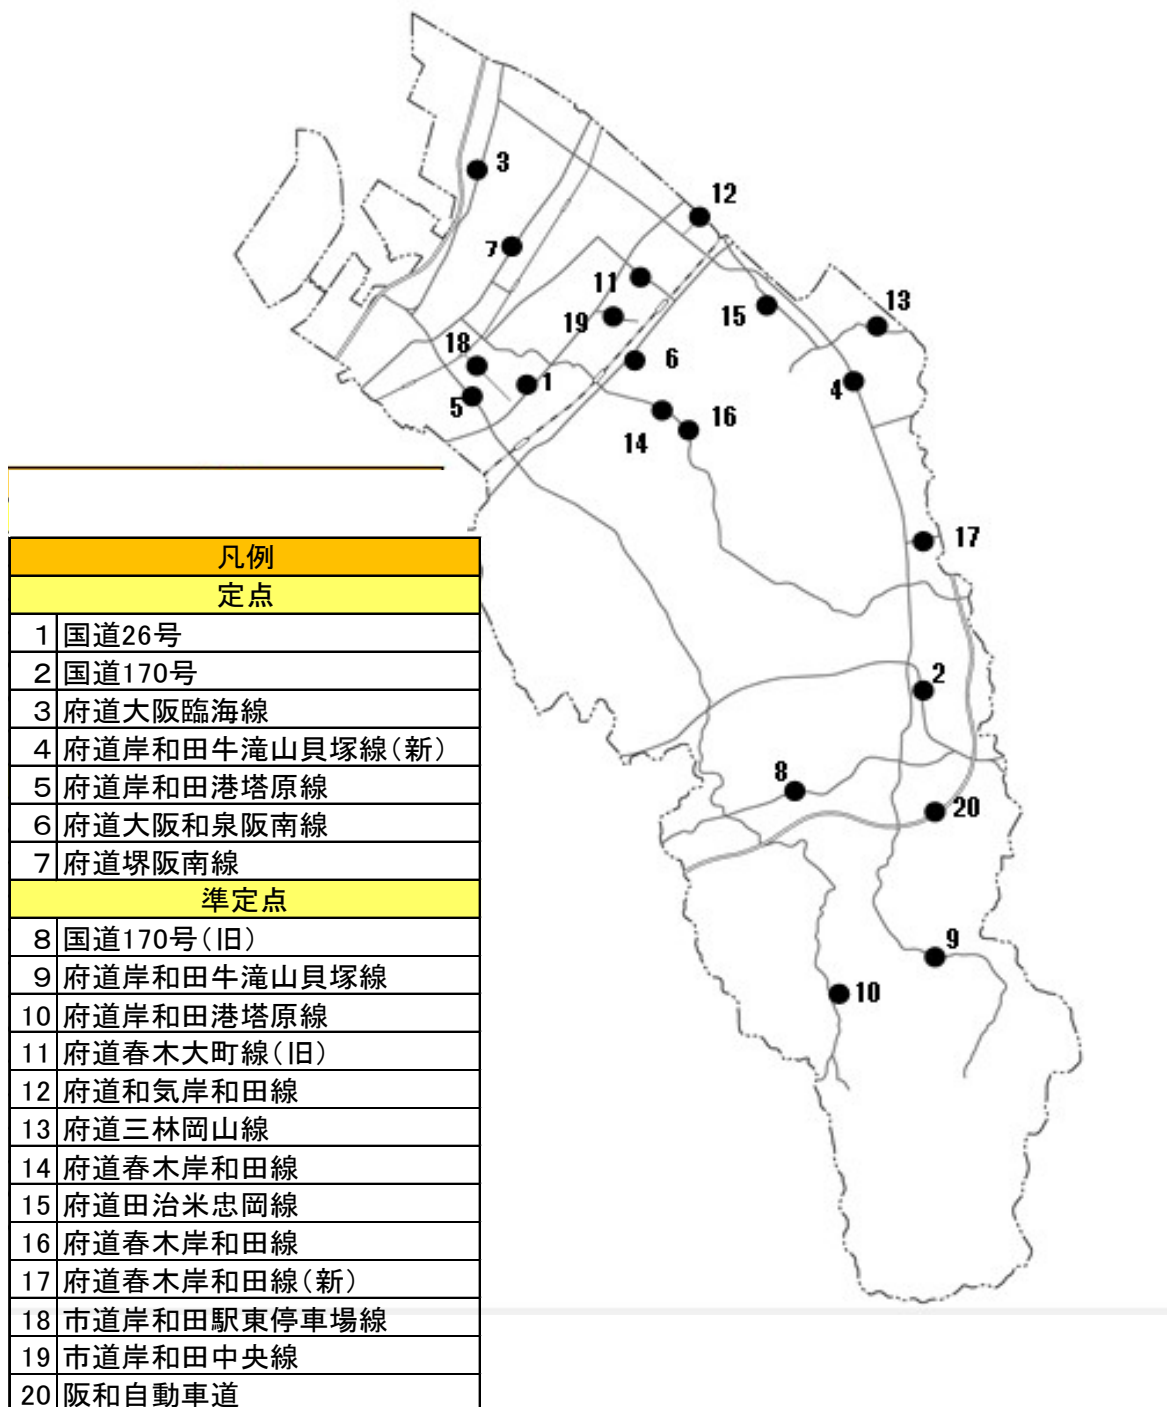 3
12
7
11
13
15
19
18
6
1
4
5
16
14
17
2
8
20
9
10
凡例
定点
1 国道26号
2 国道170号
3 府道大阪臨海線
4 府道岸和田牛滝山貝塚線(新)
5 府道岸和田港塔原線
6 府道大阪和泉阪南線
7 府道堺阪南線
準定点
8 国道170号(旧)
9 府道岸和田牛滝山貝塚線
10 府道岸和田港塔原線
11 府道春木大町線(旧)
12 府道和気岸和田線
13 府道三林岡山線
14 府道春木岸和田線
15 府道田治米忠岡線
16 府道春木岸和田線
17 府道春木岸和田線(新)
18 市道岸和田駅東停車場線
19 市道岸和田中央線
20 阪和自動車道